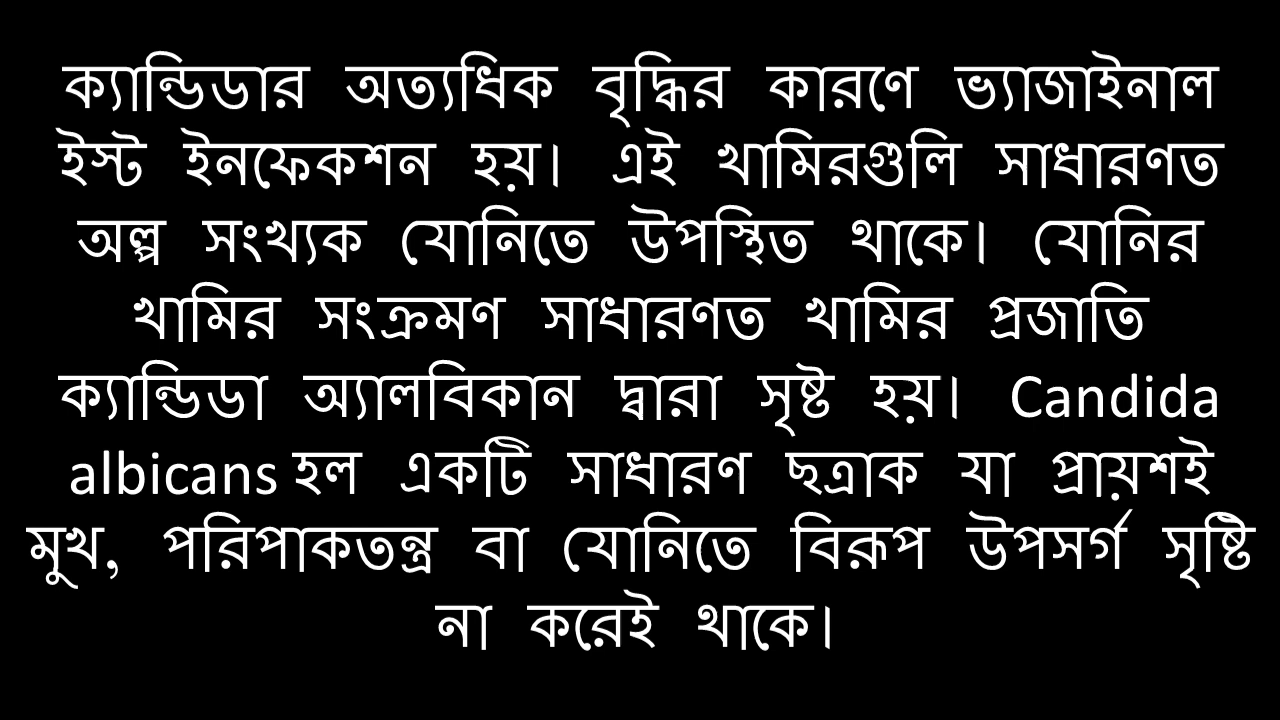 ক্যান্ডিডার অত্যধিক বৃদ্ধির কারণে ভ্যাজাইনাল
ইস্ট ইনফেকশন হয়। এই খামিরগুলি সাধারণত
অল্প সংখ্যক যোনিতে উপস্থিত থাকে। যোনির
খামির সংক্রমণ সাধারণত খামির প্রজাতি
ক্যান্ডিডা অ্যালবিকান দ্বারা সৃষ্ট হয়। Candida
albicans হল একটি সাধারণ ছত্রাক যা প্রায়শই
মুখ, পরিপাকতন্ত্র বা যোনিতে বিরূপ উপসর্গ সৃষ্টি
না করেই থাকে।